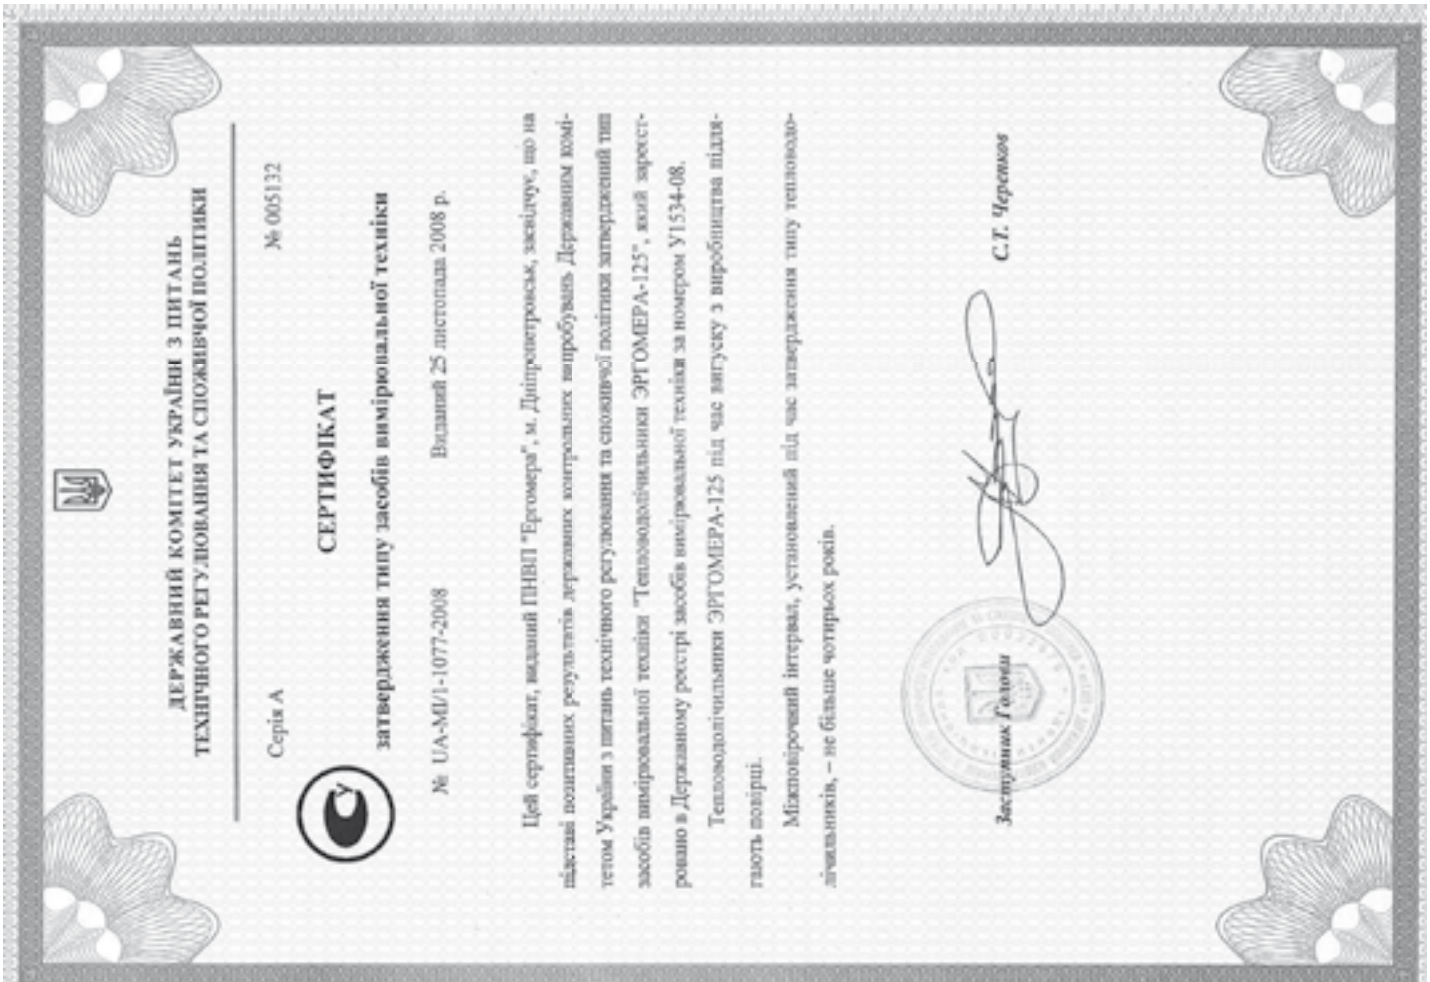 ДЕРЖАВНИЙ КОМІТЕТ УКРАЇНИ З ПИТАНЬ
ТЕХНІЧНОГО РЕГУЛЮВАННЯ ТА СПОЖИВЧОЇ ПОЛІТИКИ
Серія А № 005132
СЕРТИФІКАТ
затвердження типу засобів вимірювальної техніки
№ UA-MI/1-1077-2008 Виданий 25 листопада 2008 р.
Цей сертифікат, виданий ПНВП "Ергомера", м. Дніпропетровськ, засвідчує, що на
підставі позитивних результатів державних контрольних випробувань Державним комі-
тетом України з питань технічного регулювання та споживчої політики затверджений тип
засобів вимірювальної техніки "Тепловодолічильники ЭРГОМЕРА-125", який зареєст-
ровано в Державному реєстрі засобів вимірювальної техніки за номером У1534-08.
Тепловодолічильники ЭРГОМЕРА-125 під час випуску з виробництва підля-
гають повірці.
Міжповірочний інтервал, установлений під час затвердження типу тепловодо-
лічильників, – не більше чотирьох років.
Заступник Голови С.Т. Черепков